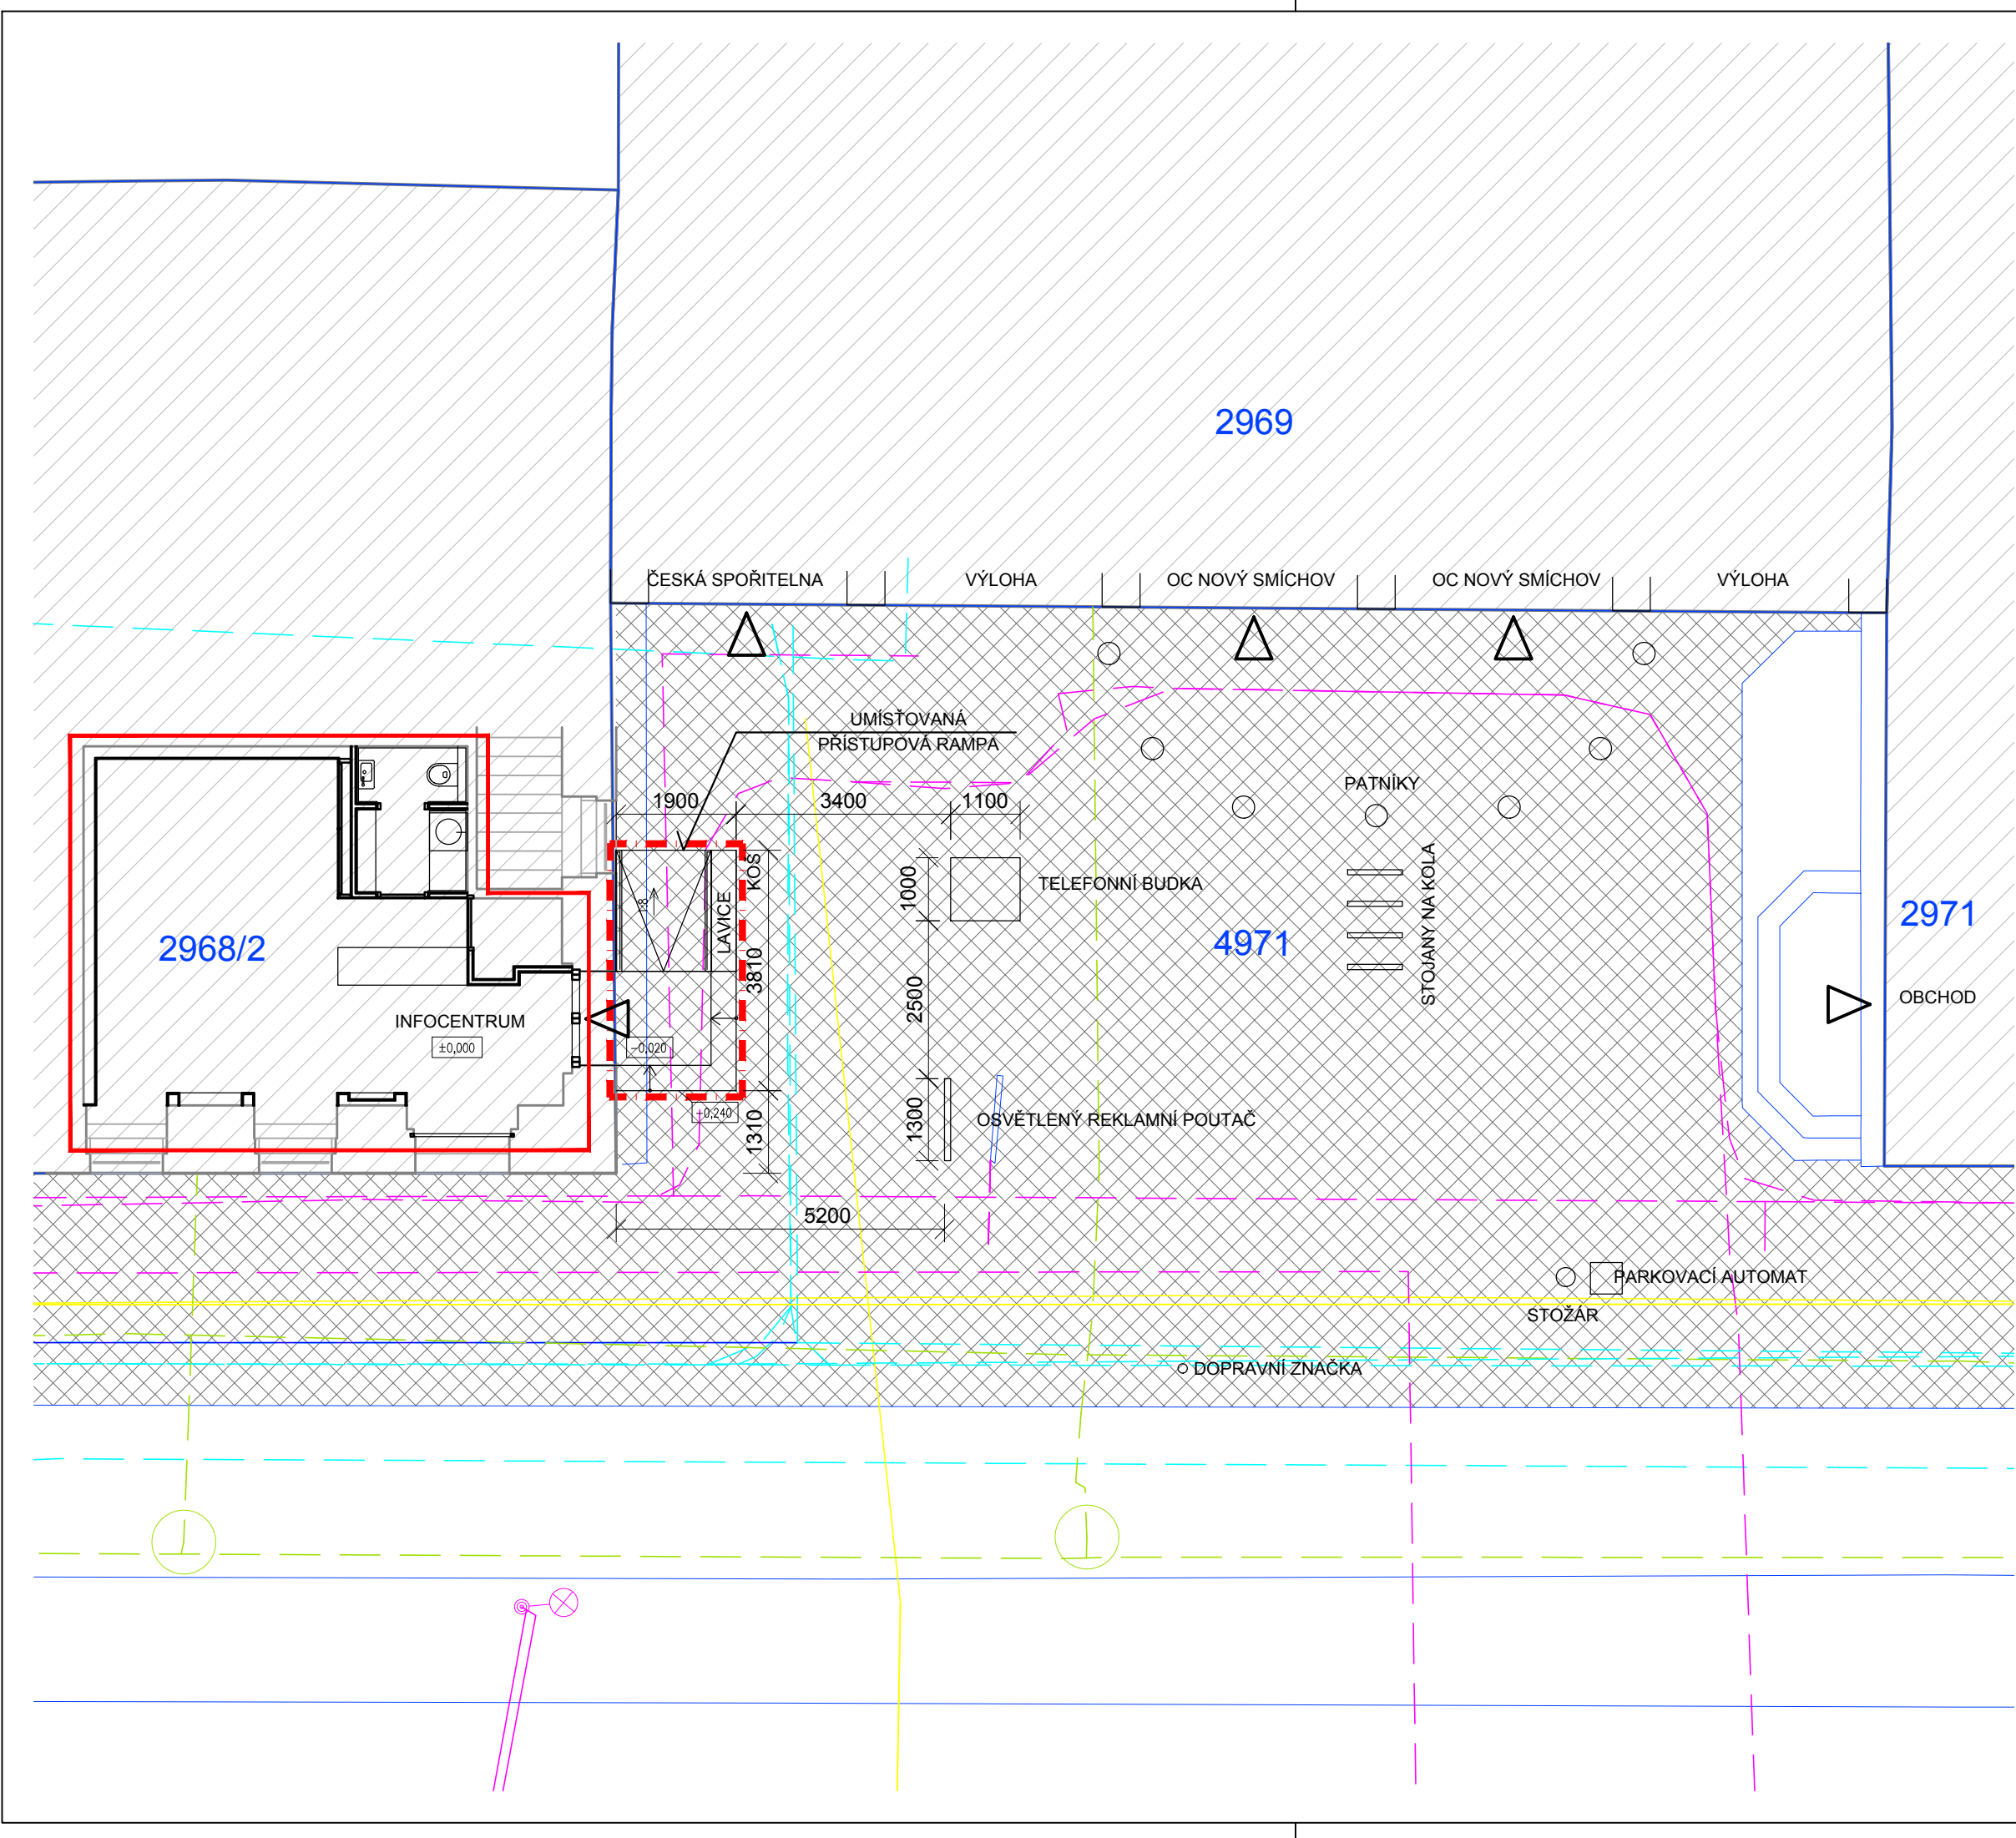 2969
ČESKÁ SPOŘITELNA
VÝLOHA
OC NOVÝ SMÍCHOV
OC NOVÝ SMÍCHOV
VÝLOHA
UMÍSŤOVANÁ
PŘÍSTUPOVÁ RAMPA
PATNÍKY
1900
3400
1100
KOŠ
LAVICE
1:8
3810
1000
TELEFONNÍ BUDKA
STOJANY NA KOLA
2968/2
4971
2971
2500
OBCHOD
INFOCENTRUM
±0,000
-0,020
+0,240
1310
1300
OSVĚTLENÝ REKLAMNÍ POUTAČ
5200
PARKOVACÍ AUTOMAT
STOŽÁR
DOPRAVNÍ ZNAČKA